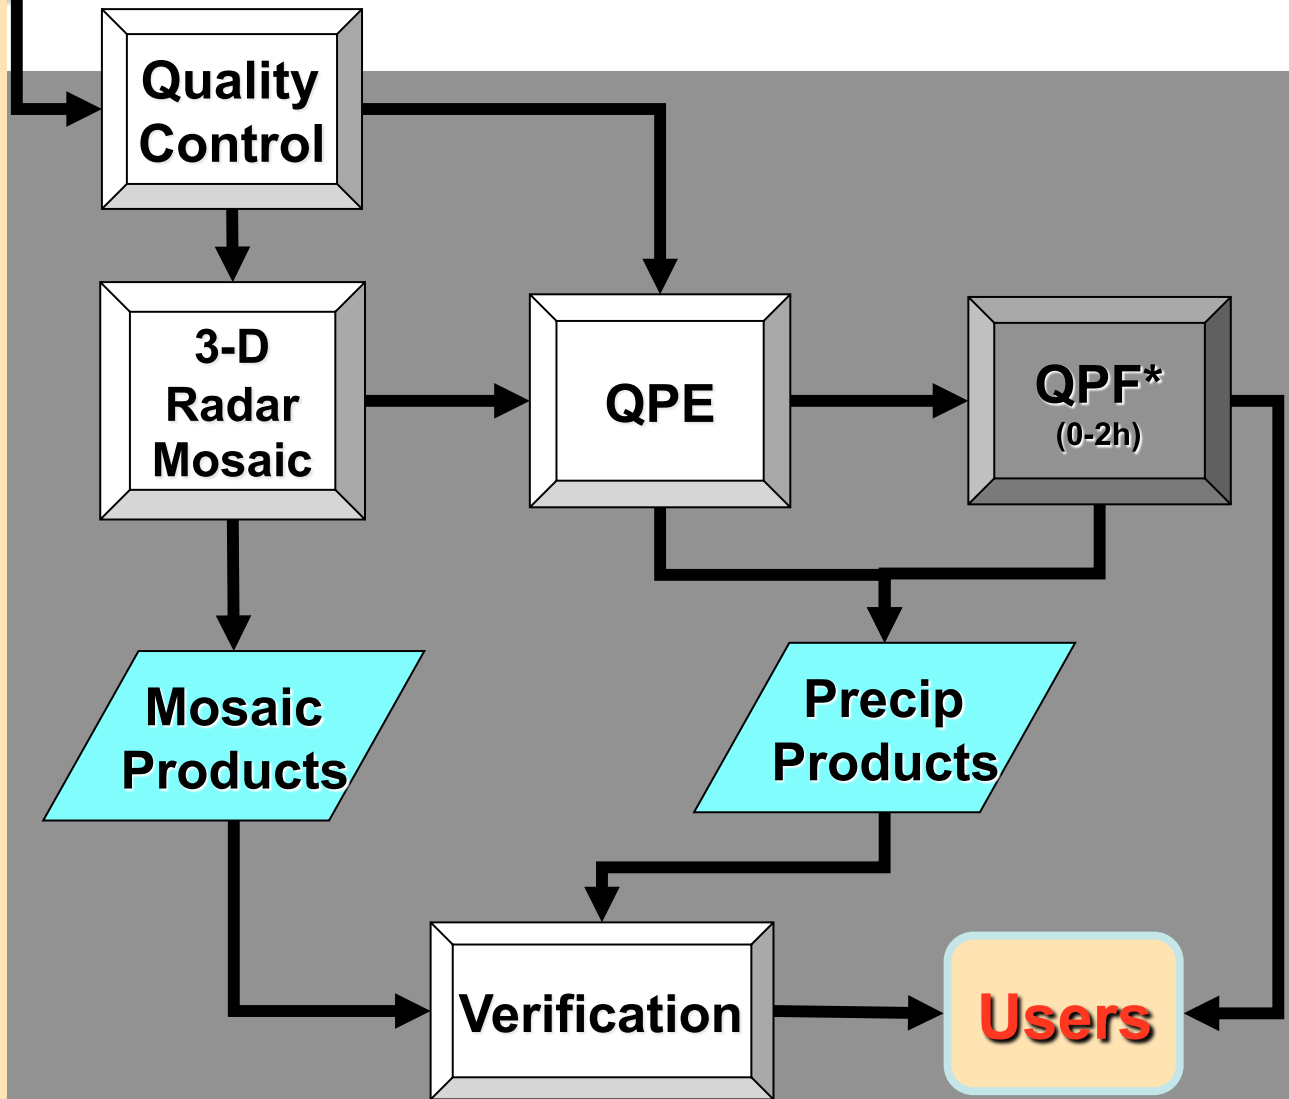 Quality
Control
3-D
Radar
Mosaic
QPE
QPF*
(0-2h)
Mosaic
Products
Precip
Products
Verification
Users